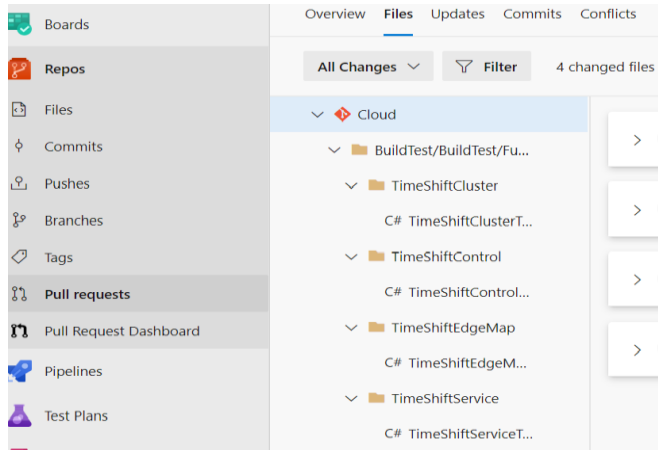 Boards
Repos
Files
Commits
Pushes
Branches
Tags
Pull requests
Pull Request Dashboard
Pipelines
Test Plans
Overview Files Updates Commits Conflicts
All Changes Filter 4 changed files
Cloud
BuildTest/BuildTest/Fu...
TimeShiftCluster
C# TimeShiftClusterT...
TimeShiftControl
C# TimeShiftControl...
TimeShiftEdgeMap
C# TimeShiftEdgeM...
TimeShiftService
C# TimeShiftServiceT...